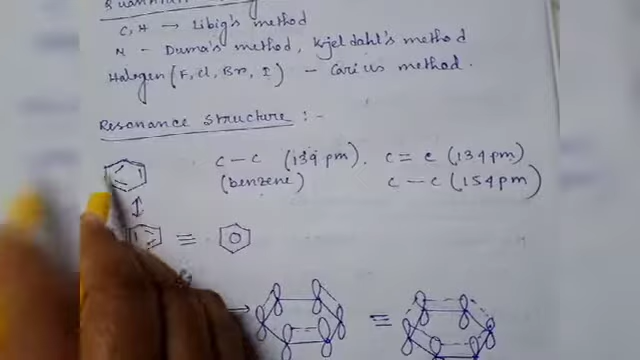 C, H → Libig's method
N - Duma's method, Kjeldahl's method
Halogen (F, Cl, Br, I) - Carius method.
Resonance structure :-
C - C (139 pm). C = C (134 pm)
(benzene) C - C (154 pm)